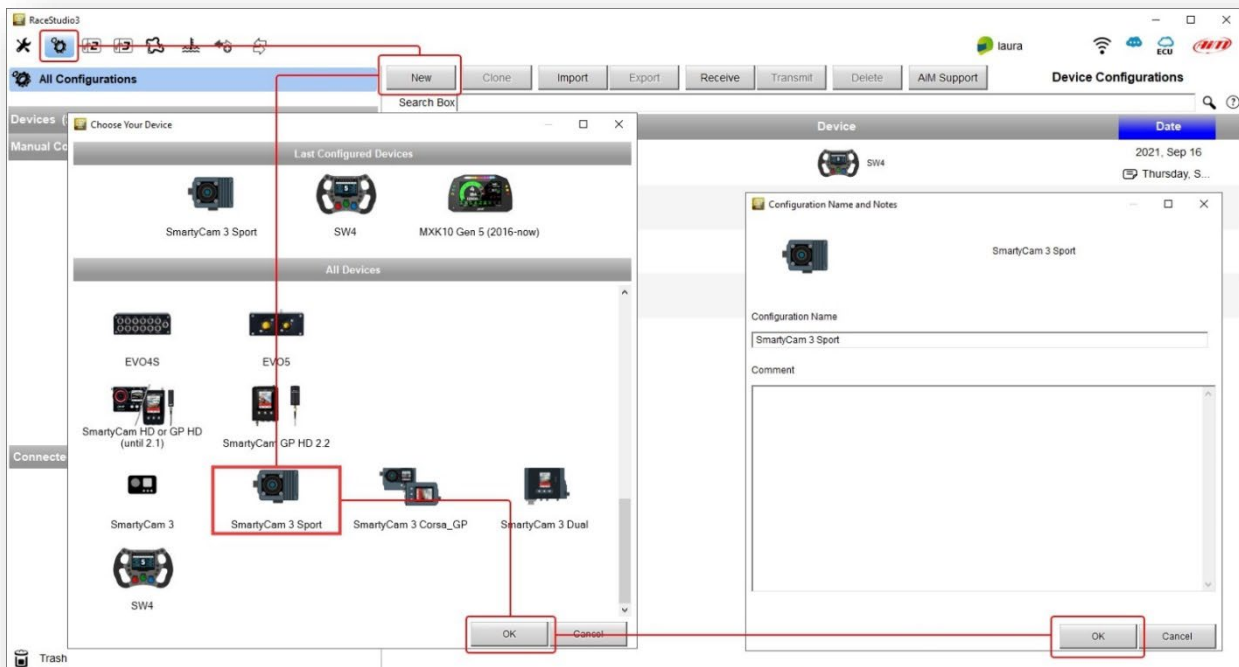 RaceStudio3
laura
ECU
AiM
All Configurations
New
Clone
Import
Export
Receive
Transmit
Delete
AiM Support
Device Configurations
Search Box
Devices
Manual Co
Connecte
Trash
Device
Date
SW4
2021, Sep 16
Thursday, S...
Choose Your Device
Last Configured Devices
SmartyCam 3 Sport
SW4
MXK10 Gen 5 (2016-now)
All Devices
EVO4S
EVO5
SmartyCam HD or GP HD
(until 2.1)
SmartyCam GP HD 2.2
SmartyCam 3
SmartyCam 3 Sport
SmartyCam 3 Corsa_GP
SmartyCam 3 Dual
SW4
OK
Cancel
Configuration Name and Notes
SmartyCam 3 Sport
Configuration Name
SmartyCam 3 Sport
Comment
OK
Cancel